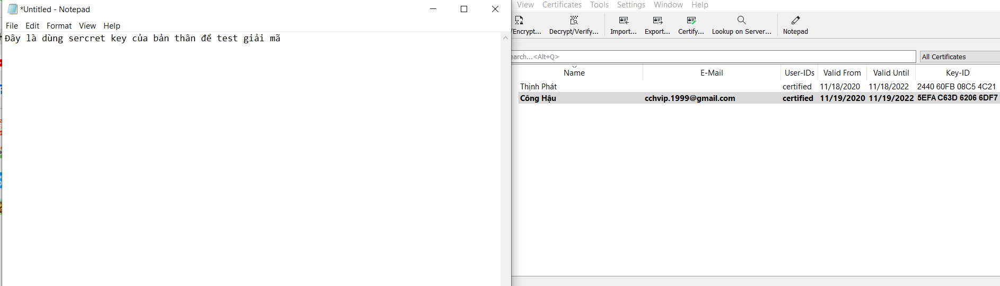 *Untitled - Notepad
File Edit Format View Help
Đây là dùng sercret key của bản thân để test giải mã
View Certificates Tools Settings Window Help
/Encrypt... Decrypt/Verify... Import... Export... Certify... Lookup on Server... Notepad
earch...<Alt+Q> All Certificates
Name E-Mail User-IDs Valid From Valid Until Key-ID
Thịnh Phát certified 11/18/2020 11/18/2022 2440 60FB 08C5 4C21
Công Hậu cchvip.1999@gmail.com certified 11/19/2020 11/19/2022 5EFA C63D 6206 6DF7